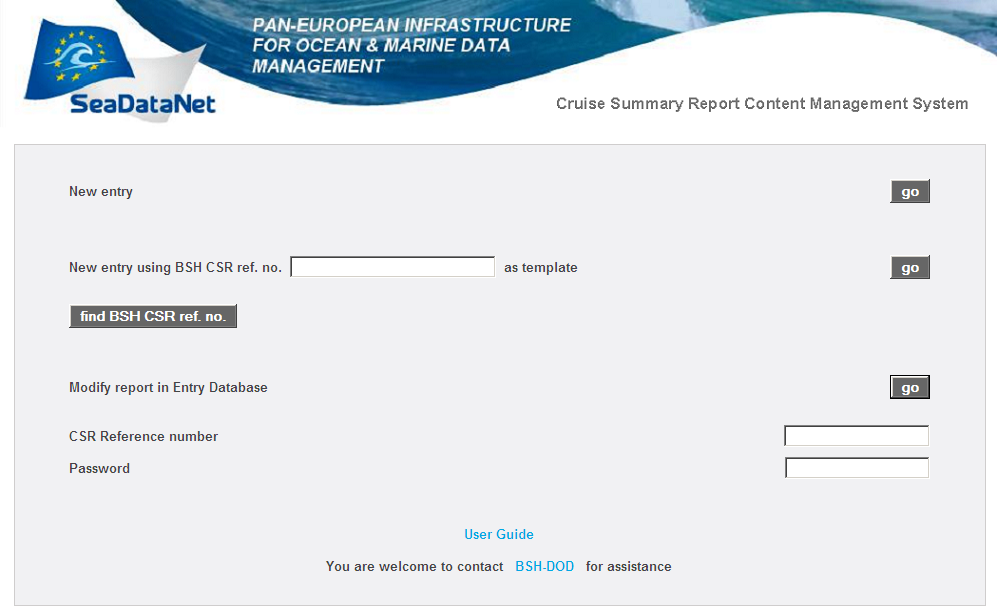 PAN-EUROPEAN INFRASTRUCTURE
FOR OCEAN & MARINE DATA
MANAGEMENT
SeaDataNet
Cruise Summary Report Content Management System
New entry go
New entry using BSH CSR ref. no. as template go
find BSH CSR ref. no.
Modify report in Entry Database go
CSR Reference number
Password
User Guide
You are welcome to contact BSH-DOD for assistance